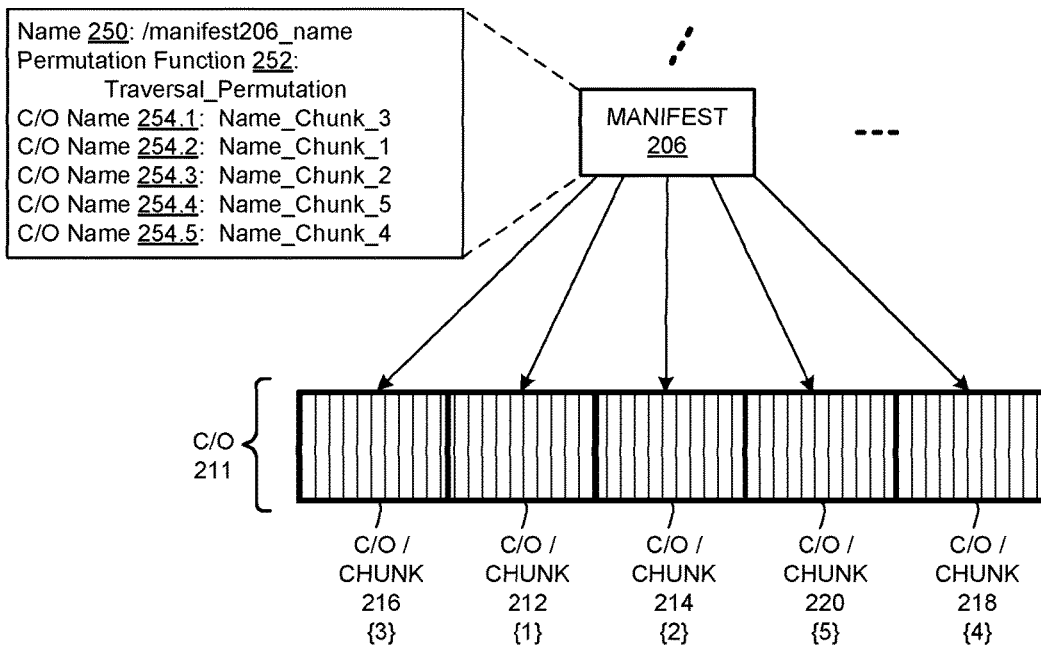 Name 250: /manifest206_name
Permutation Function 252:
Traversal_Permutation
C/O Name 254.1: Name_Chunk_3
C/O Name 254.2: Name_Chunk_1
C/O Name 254.3: Name_Chunk_2
C/O Name 254.4: Name_Chunk_5
C/O Name 254.5: Name_Chunk_4
MANIFEST
206
C/O
211
C/O /
CHUNK
216
{3}
C/O /
CHUNK
212
{1}
C/O /
CHUNK
214
{2}
C/O /
CHUNK
220
{5}
C/O /
CHUNK
218
{4}